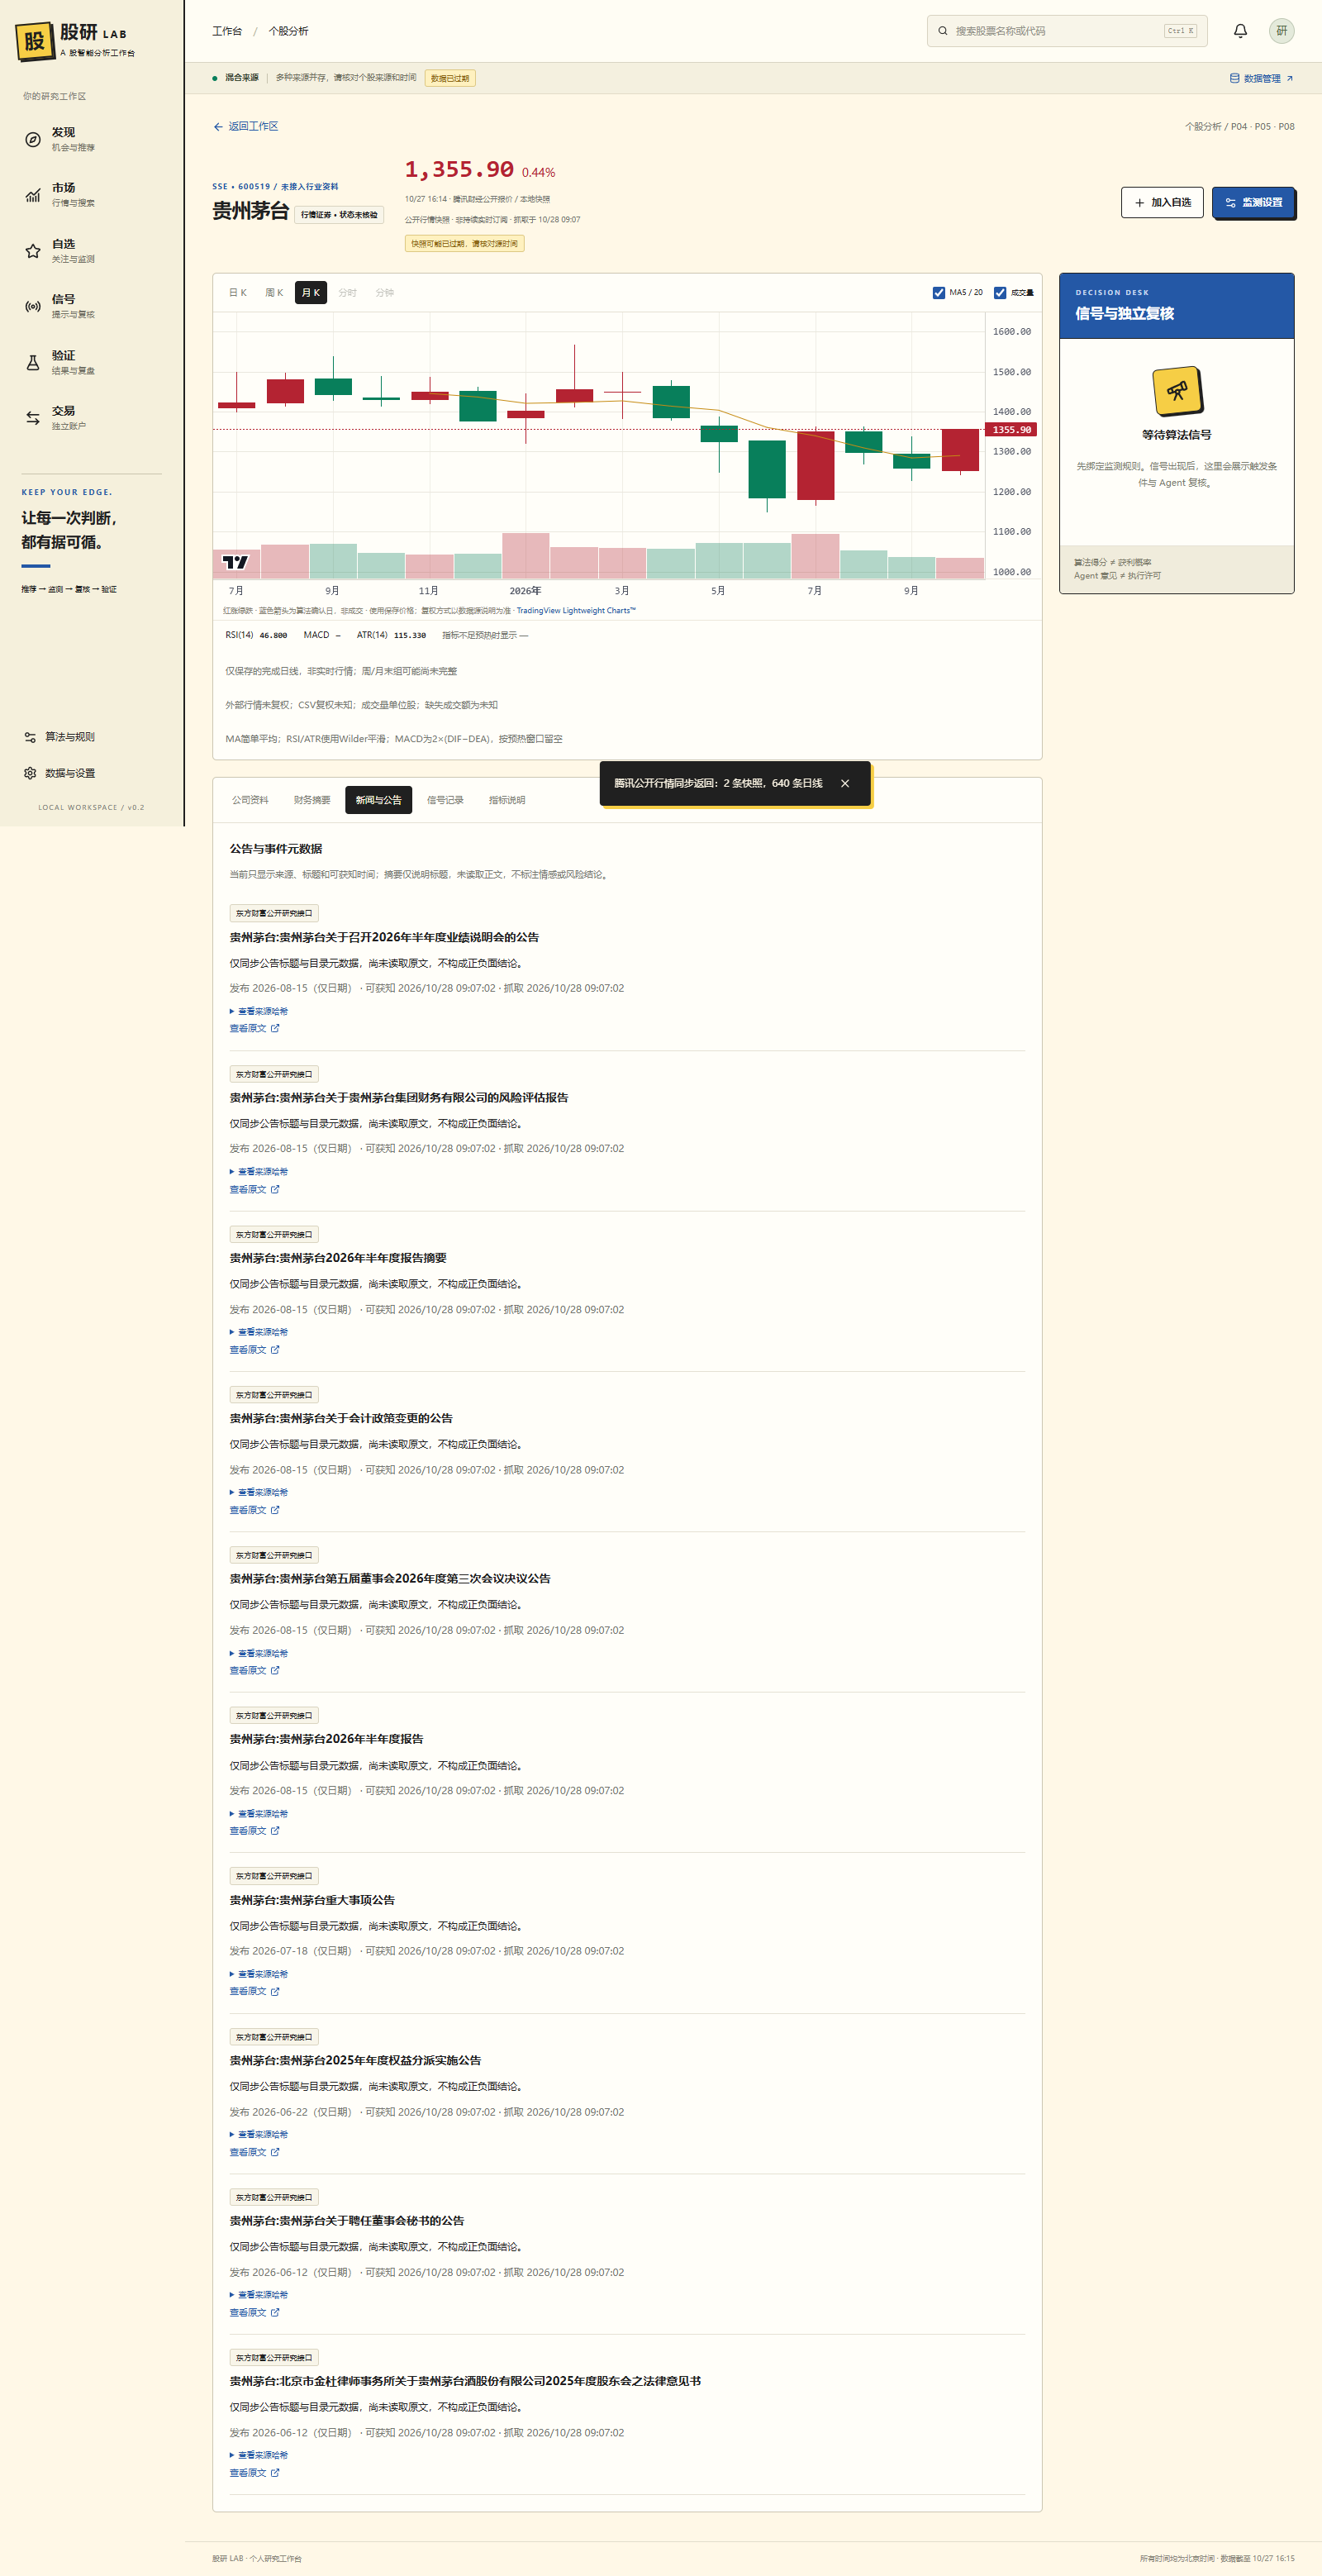 股
股研 LAB
A 股智能分析工作台
你的研究工作区
发现
机会与推荐
市场
行情与搜索
自选
关注与监测
信号
提示与复核
验证
结果与复盘
交易
独立账户
KEEP YOUR EDGE.
让每一次判断，
都有据可循。
推荐 → 监测 → 复核 → 验证
算法与规则
数据与设置
LOCAL WORKSPACE / v0.2
工作台 / 个股分析
搜索股票名称或代码 Ctrl K
研
混合来源 | 多种来源并存，请核对个股来源和时间 数据已过期
数据管理
返回工作区
个股分析 / P04 · P05 · P08
SSE • 600519 / 未接入行业资料
贵州茅台 行情证券 • 状态未核验
1,355.90 0.44%
10/27 16:14 · 腾讯财经公开报价 / 本地快照
公开行情快照 · 非持续实时订阅 · 抓取于 10/28 09:07
快照可能已过期，请核对源时间
加入自选
监测设置
日 K 周 K 月 K 分时 分钟
MA5 / 20 成交量
1600.00
1500.00
1400.00
1355.90
1300.00
1200.00
1100.00
1000.00
7月 9月 11月 2026年 3月 5月 7月 9月
红涨绿跌 · 蓝色箭头为算法确认日，非成交 · 使用保存价格；复权方式以数据源说明为准 · TradingView Lightweight Charts™
RSI(14) 46.800 MACD — ATR(14) 115.330 指标不足预热时显示 —
仅保存的完成日线，非实时行情；周/月末组可能尚未完整
外部行情未复权；CSV复权未知；成交量单位股；缺失成交额为未知
MA简单平均；RSI/ATR使用Wilder平滑；MACD为2×(DIF−DEA)，按预热窗口留空
DECISION DESK
信号与独立复核
等待算法信号
先绑定监测规则。信号出现后，这里会展示触发条
件与 Agent 复核。
算法得分 ≠ 获利概率
Agent 意见 ≠ 执行许可
腾讯公开行情同步返回：2 条快照，640 条日线
公司资料 财务摘要 新闻与公告 信号记录 指标说明
公告与事件元数据
当前只显示来源、标题和可获知时间；摘要仅说明标题，未读取正文，不标注情感或风险结论。
东方财富公开研究接口
贵州茅台:贵州茅台关于召开2026年半年度业绩说明会的公告
仅同步公告标题与目录元数据，尚未读取原文，不构成正负面结论。
发布 2026-08-15（仅日期） · 可获知 2026/10/28 09:07:02 · 抓取 2026/10/28 09:07:02
查看来源哈希
查看原文
东方财富公开研究接口
贵州茅台:贵州茅台关于贵州茅台集团财务有限公司的风险评估报告
仅同步公告标题与目录元数据，尚未读取原文，不构成正负面结论。
发布 2026-08-15（仅日期） · 可获知 2026/10/28 09:07:02 · 抓取 2026/10/28 09:07:02
查看来源哈希
查看原文
东方财富公开研究接口
贵州茅台:贵州茅台2026年半年度报告摘要
仅同步公告标题与目录元数据，尚未读取原文，不构成正负面结论。
发布 2026-08-15（仅日期） · 可获知 2026/10/28 09:07:02 · 抓取 2026/10/28 09:07:02
查看来源哈希
查看原文
东方财富公开研究接口
贵州茅台:贵州茅台关于会计政策变更的公告
仅同步公告标题与目录元数据，尚未读取原文，不构成正负面结论。
发布 2026-08-15（仅日期） · 可获知 2026/10/28 09:07:02 · 抓取 2026/10/28 09:07:02
查看来源哈希
查看原文
东方财富公开研究接口
贵州茅台:贵州茅台第五届董事会2026年度第三次会议决议公告
仅同步公告标题与目录元数据，尚未读取原文，不构成正负面结论。
发布 2026-08-15（仅日期） · 可获知 2026/10/28 09:07:02 · 抓取 2026/10/28 09:07:02
查看来源哈希
查看原文
东方财富公开研究接口
贵州茅台:贵州茅台2026年半年度报告
仅同步公告标题与目录元数据，尚未读取原文，不构成正负面结论。
发布 2026-08-15（仅日期） · 可获知 2026/10/28 09:07:02 · 抓取 2026/10/28 09:07:02
查看来源哈希
查看原文
东方财富公开研究接口
贵州茅台:贵州茅台重大事项公告
仅同步公告标题与目录元数据，尚未读取原文，不构成正负面结论。
发布 2026-07-18（仅日期） · 可获知 2026/10/28 09:07:02 · 抓取 2026/10/28 09:07:02
查看来源哈希
查看原文
东方财富公开研究接口
贵州茅台:贵州茅台2025年年度权益分派实施公告
仅同步公告标题与目录元数据，尚未读取原文，不构成正负面结论。
发布 2026-06-22（仅日期） · 可获知 2026/10/28 09:07:02 · 抓取 2026/10/28 09:07:02
查看来源哈希
查看原文
东方财富公开研究接口
贵州茅台:贵州茅台关于聘任董事会秘书的公告
仅同步公告标题与目录元数据，尚未读取原文，不构成正负面结论。
发布 2026-06-12（仅日期） · 可获知 2026/10/28 09:07:02 · 抓取 2026/10/28 09:07:02
查看来源哈希
查看原文
东方财富公开研究接口
贵州茅台:北京市金杜律师事务所关于贵州茅台酒股份有限公司2025年度股东会之法律意见书
仅同步公告标题与目录元数据，尚未读取原文，不构成正负面结论。
发布 2026-06-12（仅日期） · 可获知 2026/10/28 09:07:02 · 抓取 2026/10/28 09:07:02
查看来源哈希
查看原文
股研 LAB · 个人研究工作台
所有时间均为北京时间 · 数据截至 10/27 16:15